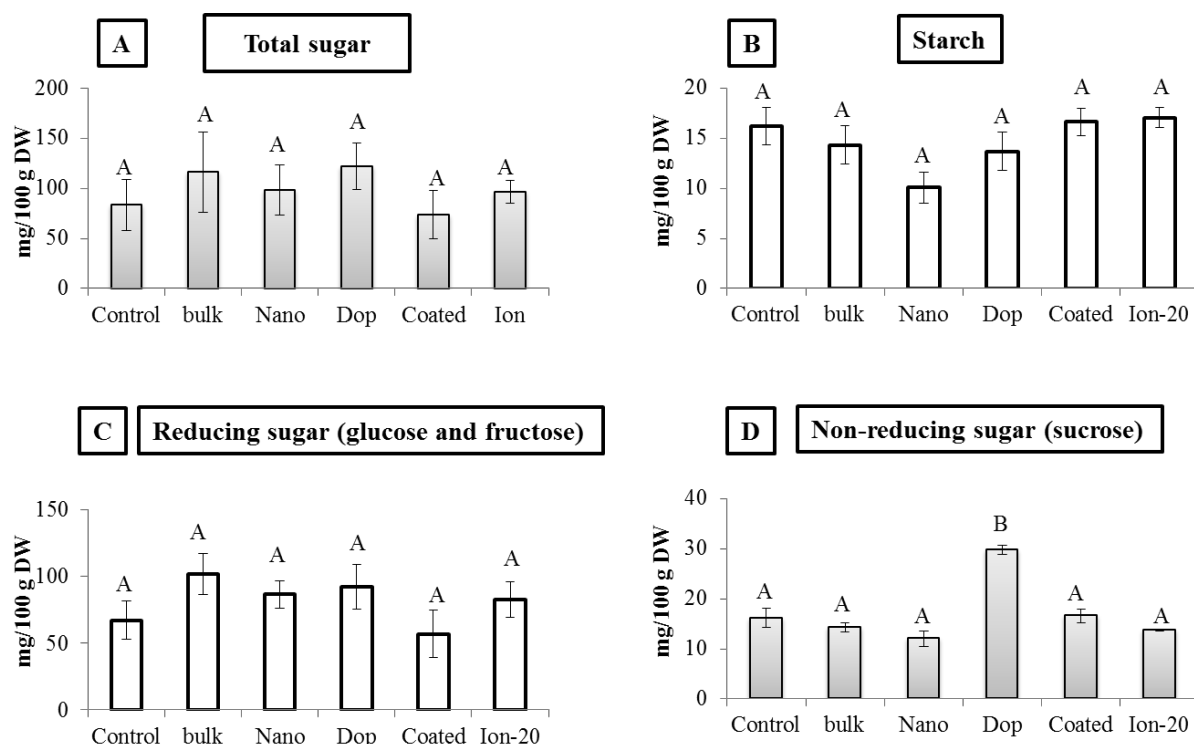 A Total sugar
mg/100 g DW
200
150
100
50
0
A A A A A A
Control bulk Nano Dop Coated Ion
B Starch
mg/100 g DW
20
15
10
5
0
A A A A A A
Control bulk Nano Dop Coated Ion-20
C Reducing sugar (glucose and fructose)
mg/100 g DW
150
100
50
0
A A A A A A
Control bulk Nano Dop Coated Ion-20
D Non-reducing sugar (sucrose)
mg/100 g DW
40
30
20
10
0
A A A B A A
Control bulk Nano Dop Coated Ion-20